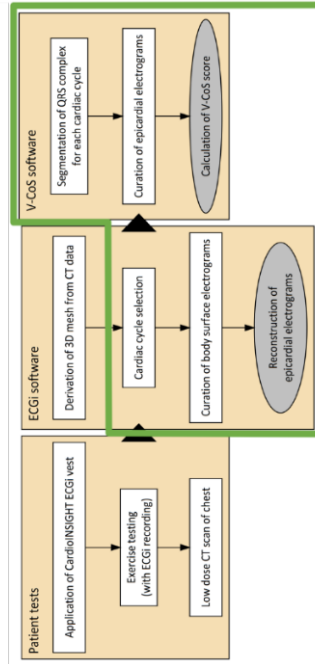 Patient tests
Application of CardioINSIGHT ECGi vest
Exercise testing
(with ECGi recording)
Low dose CT scan of chest
ECGi software
Derivation of 3D mesh from CT data
Cardiac cycle selection
Curation of body surface electrograms
Reconstruction of
epicardial electrograms
V-CoS software
Segmentation of QRS complex
for each cardiac cycle
Curation of epicardial electrograms
Calculation of V-CoS score